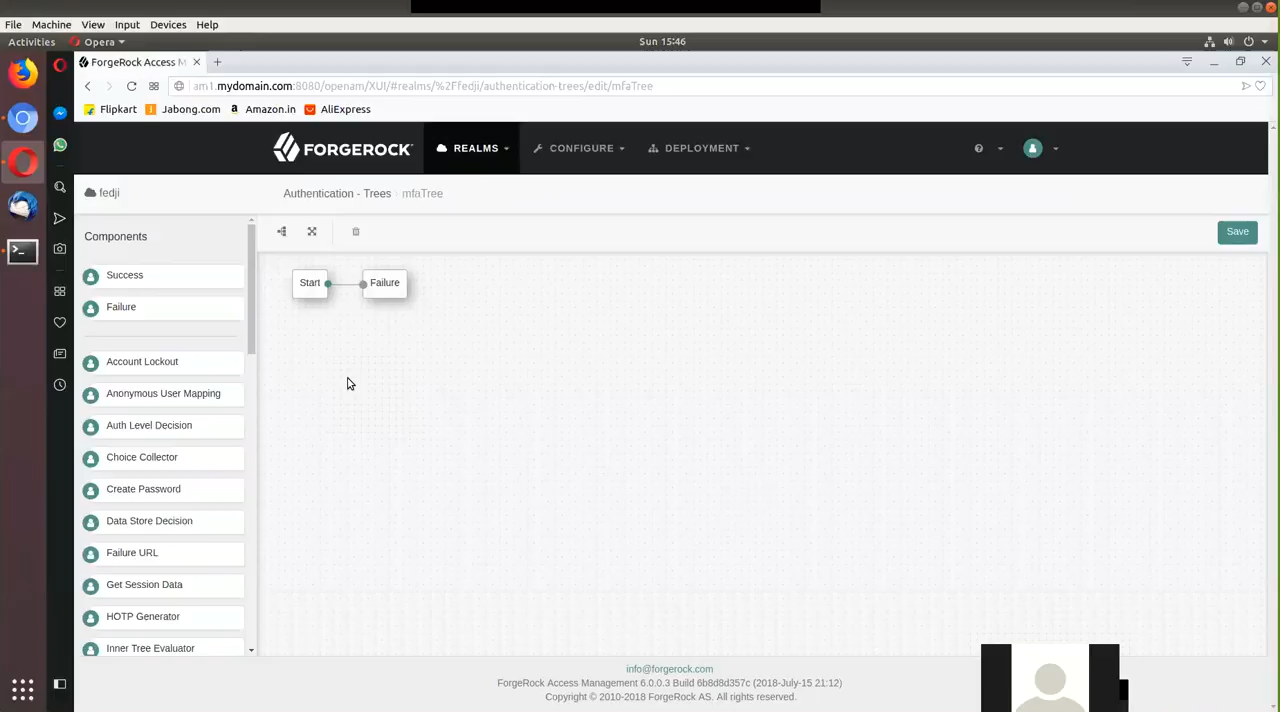 File Machine View Input Devices Help
Activities Opera Sun 15:46
ForgeRock Access M
am1.mydomain.com:8080/openam/XUI/#realms/%2Ffedji/authentication-trees/edit/mfaTree
Flipkart Jabong.com Amazon.in AliExpress
FORGEROCK REALMS CONFIGURE DEPLOYMENT
fedji Authentication - Trees mfaTree
Components
Save
Success
Failure
Account Lockout
Anonymous User Mapping
Auth Level Decision
Choice Collector
Create Password
Data Store Decision
Failure URL
Get Session Data
HOTP Generator
Inner Tree Evaluator
Start Failure
info@forgerock.com
ForgeRock Access Management 6.0.0.3 Build 6b8d8d357c (2018-July-15 21:12)
Copyright © 2010-2018 ForgeRock AS. All rights reserved.